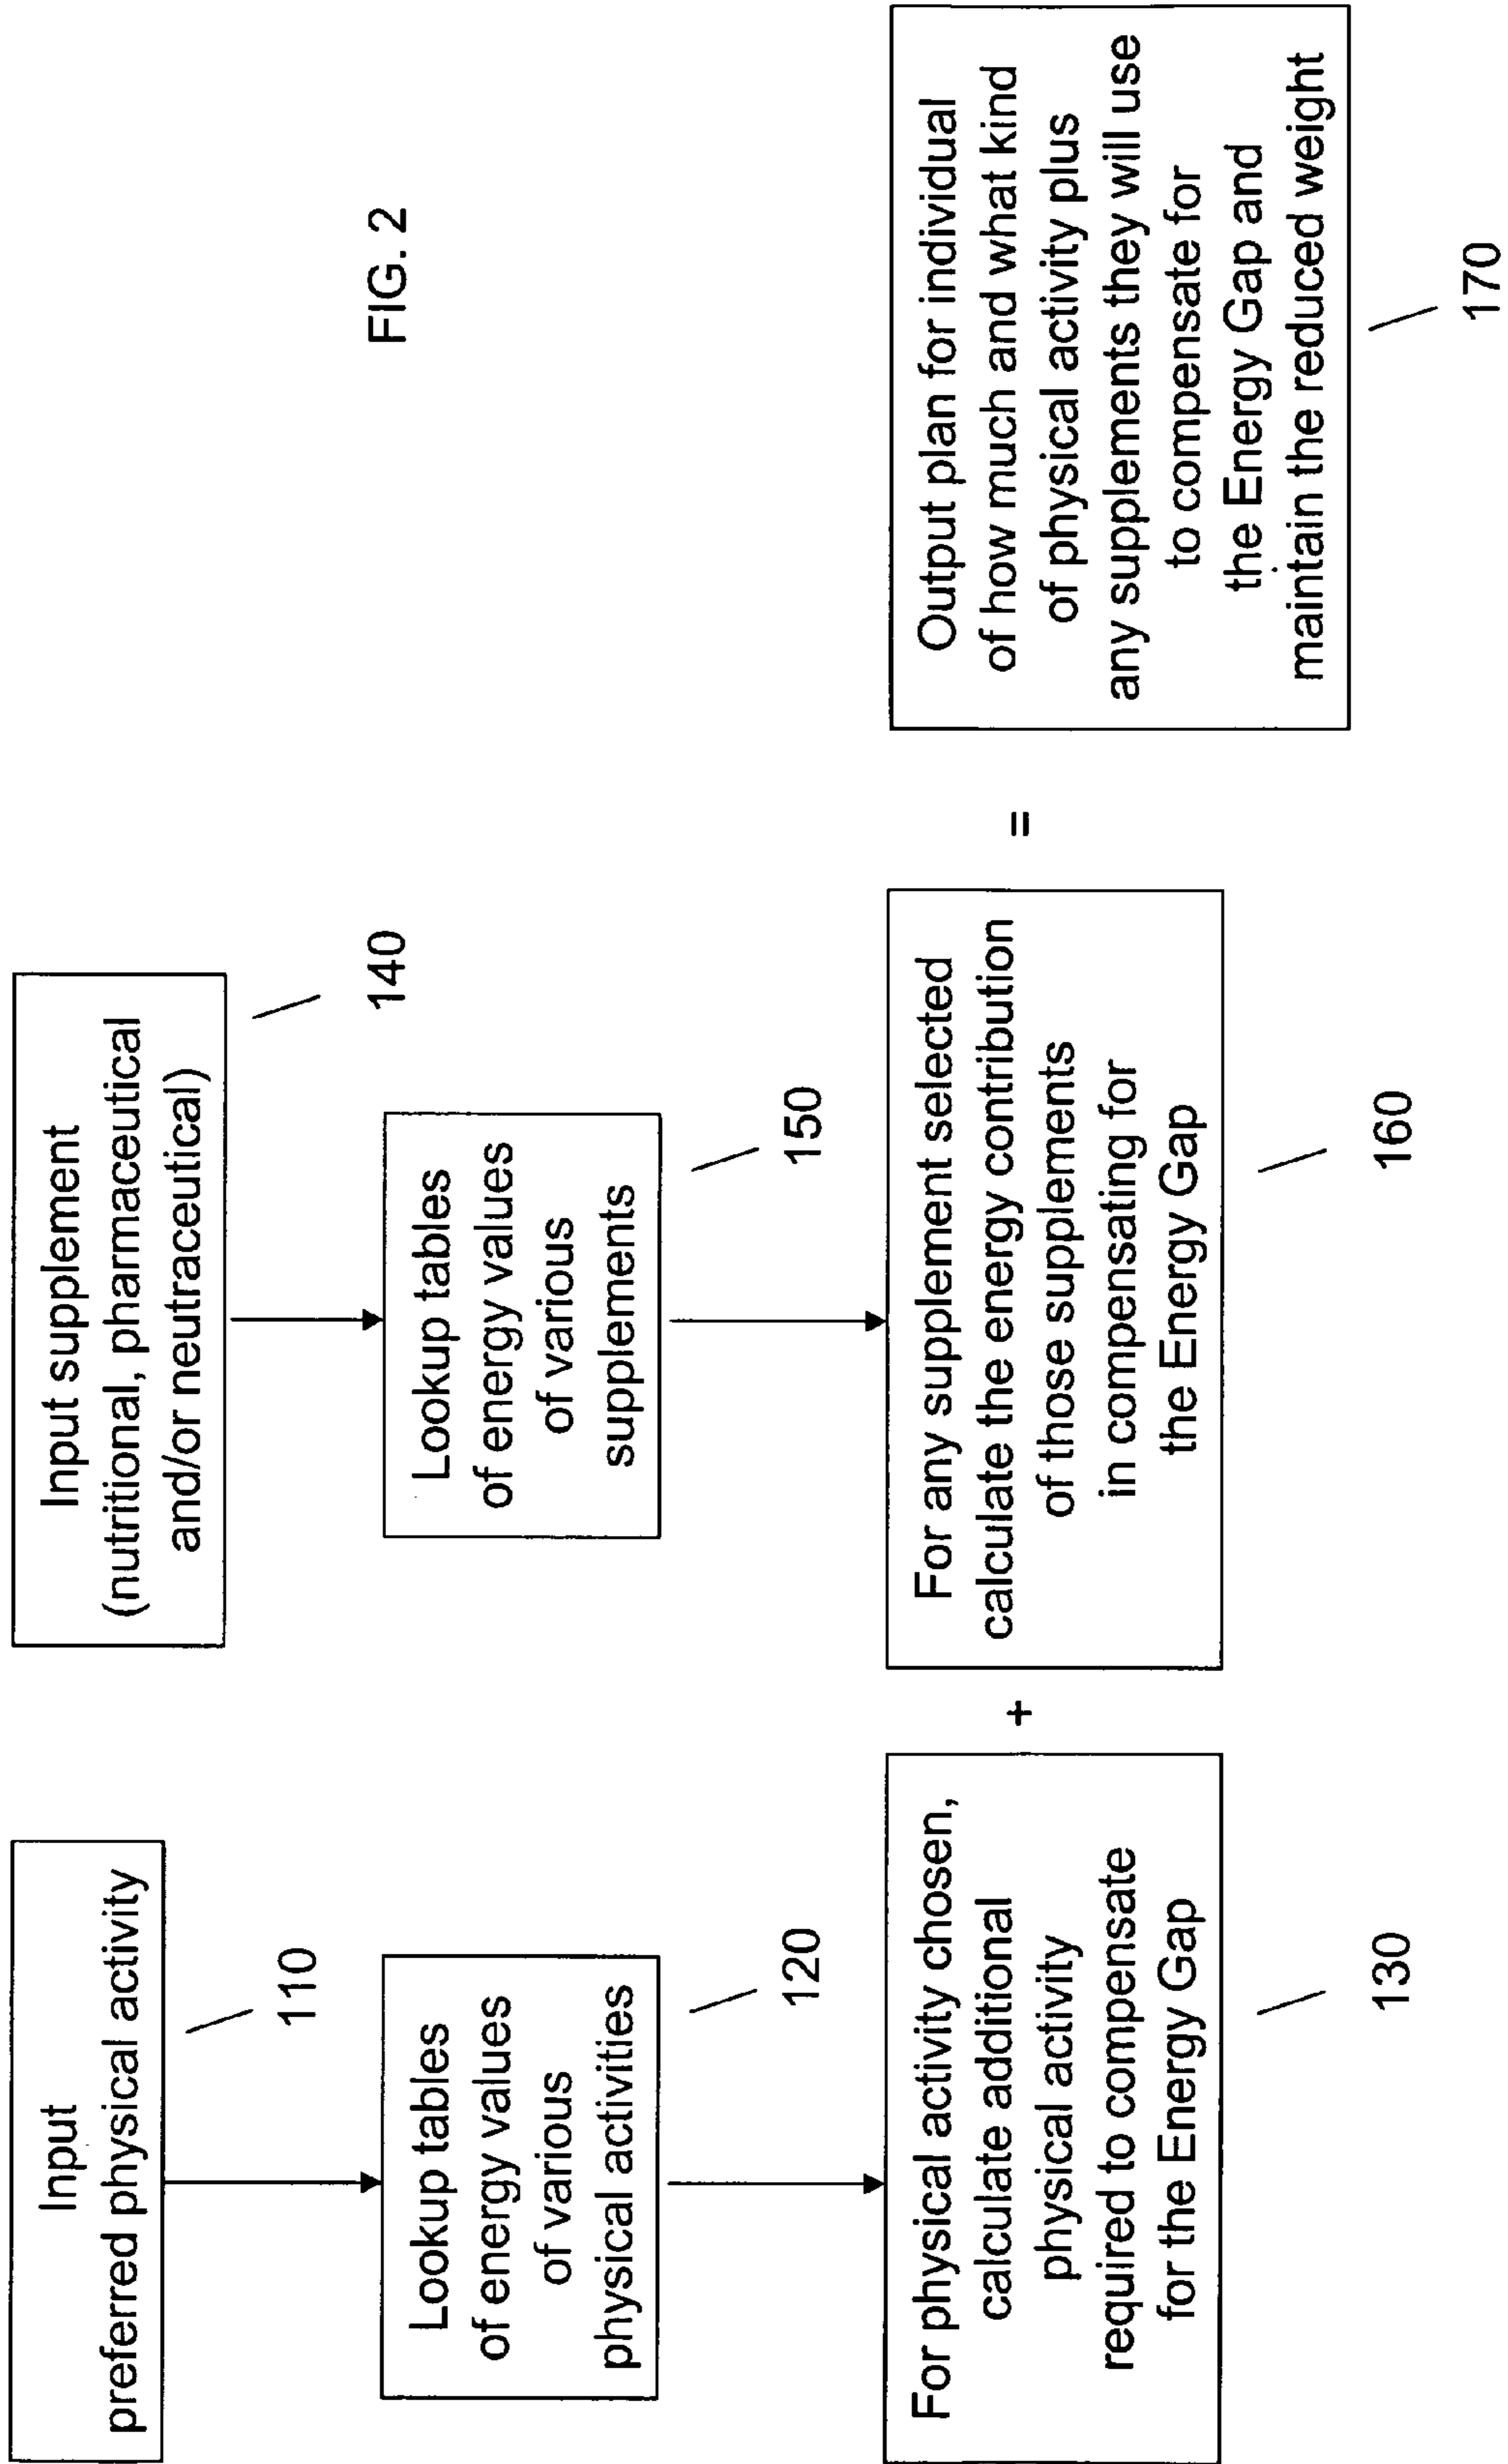 FIG. 2
Input
preferred physical activity
110
Lookup tables
of energy values
of various
physical activities
120
For physical activity chosen,
calculate additional
physical activity
required to compensate
for the Energy Gap
130
+
Input supplement
(nutritional, pharmaceutical
and/or neutraceutical)
140
Lookup tables
of energy values
of various
supplements
150
For any supplement selected
calculate the energy contribution
of those supplements
in compensating for
the Energy Gap
160
=
Output plan for individual
of how much and what kind
of physical activity plus
any supplements they will use
to compensate for
the Energy Gap and
maintain the reduced weight
170